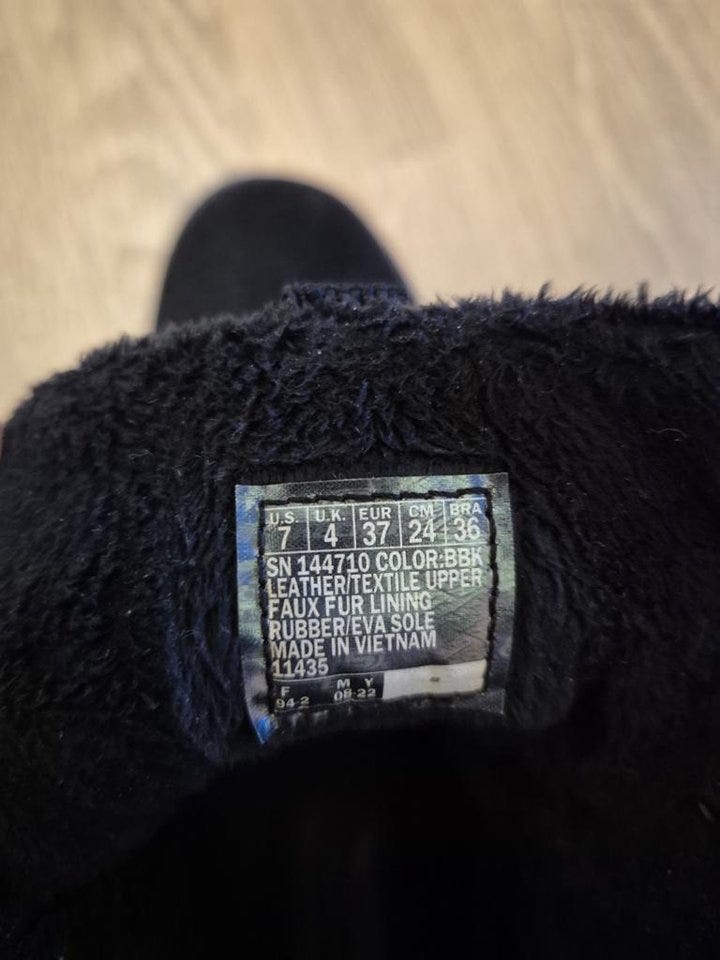 U.S. U.K. EUR CM BRA
7 4 37 24 36
SN 144710 COLOR:BBK
LEATHER/TEXTILE UPPER
FAUX FUR LINING
RUBBER/EVA SOLE
MADE IN VIETNAM
11435
F M Y
94-2 08-22